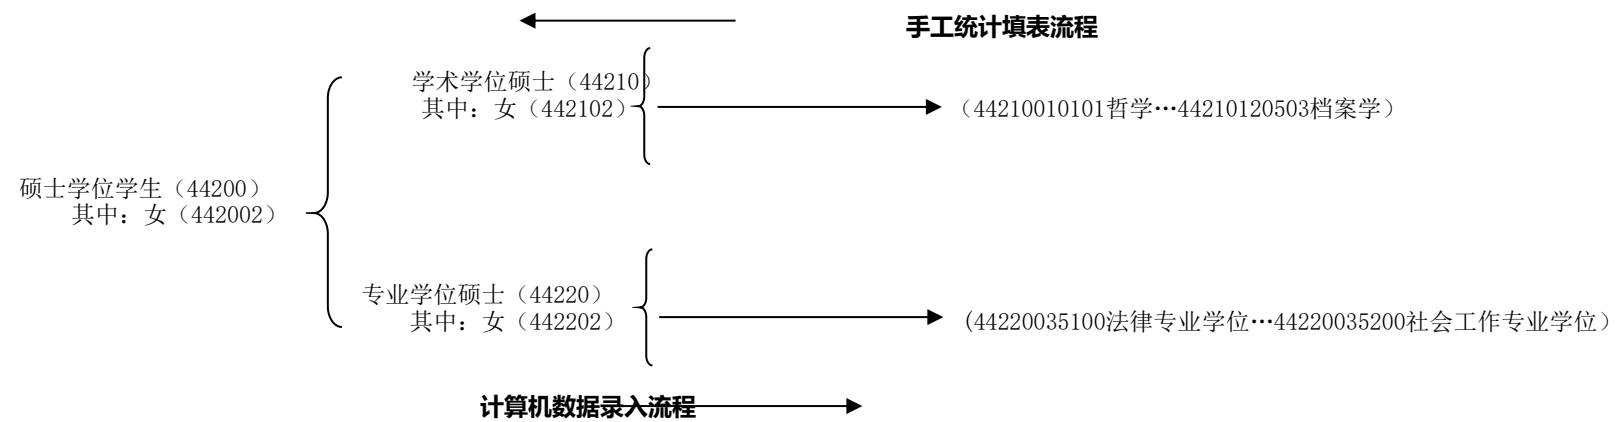 手工统计填表流程
学术学位硕士（44210）
其中：女（442102）
（44210010101哲学…44210120503档案学）
硕士学位学生（44200）
其中：女（442002）
专业学位硕士（44220）
其中：女（442202）
(44220035100法律专业学位…44220035200社会工作专业学位）
计算机数据录入流程